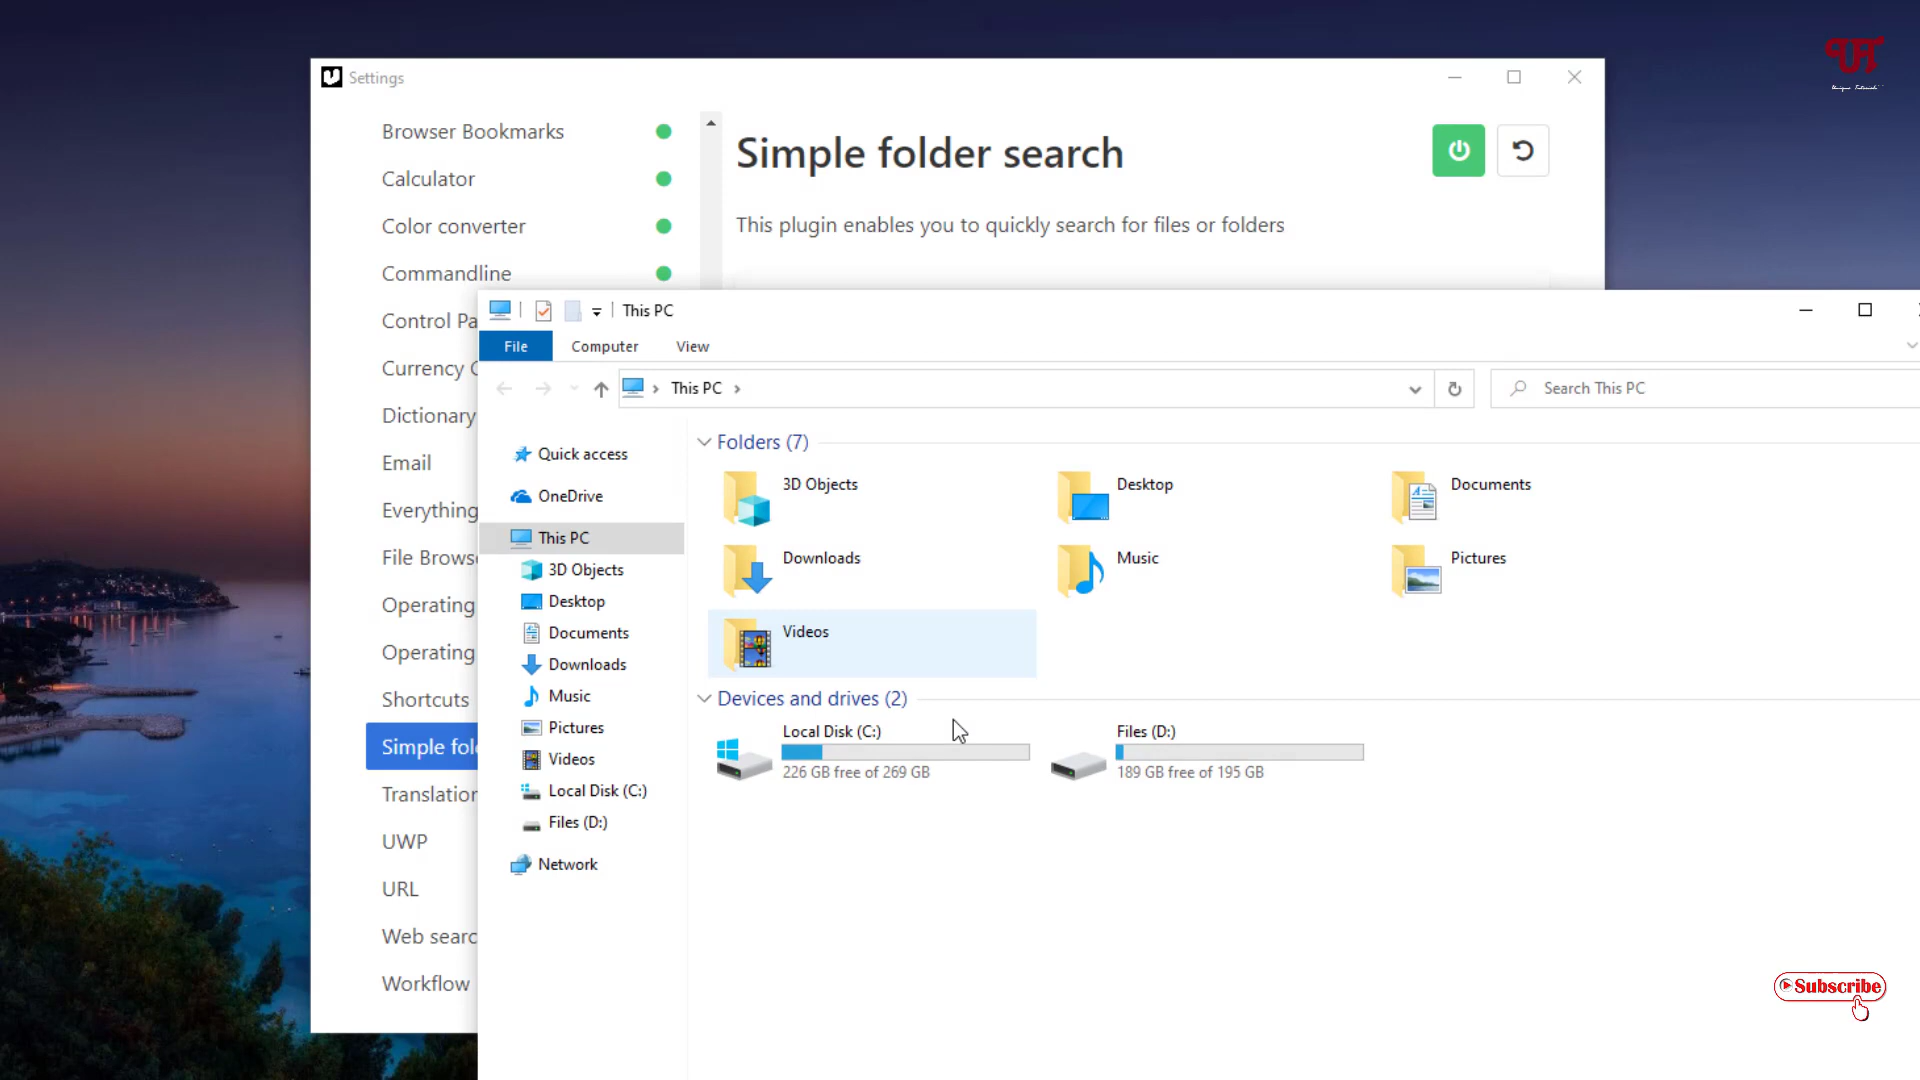 Settings
Browser Bookmarks
Calculator
Color converter
Commandline
Control Pa
Currency C
Dictionary
Email
Everything
File Brows
Operating
Operating
Shortcuts
Simple fol
Translation
UWP
URL
Web searc
Workflow
Simple folder search
This plugin enables you to quickly search for files or folders
This PC
File
Computer
View
This PC
Search This PC
Quick access
OneDrive
This PC
3D Objects
Desktop
Documents
Downloads
Music
Pictures
Videos
Local Disk (C:)
Files (D:)
Network
Folders (7)
3D Objects
Desktop
Documents
Downloads
Music
Pictures
Videos
Devices and drives (2)
Local Disk (C:)
226 GB free of 269 GB
Files (D:)
189 GB free of 195 GB
Subscribe